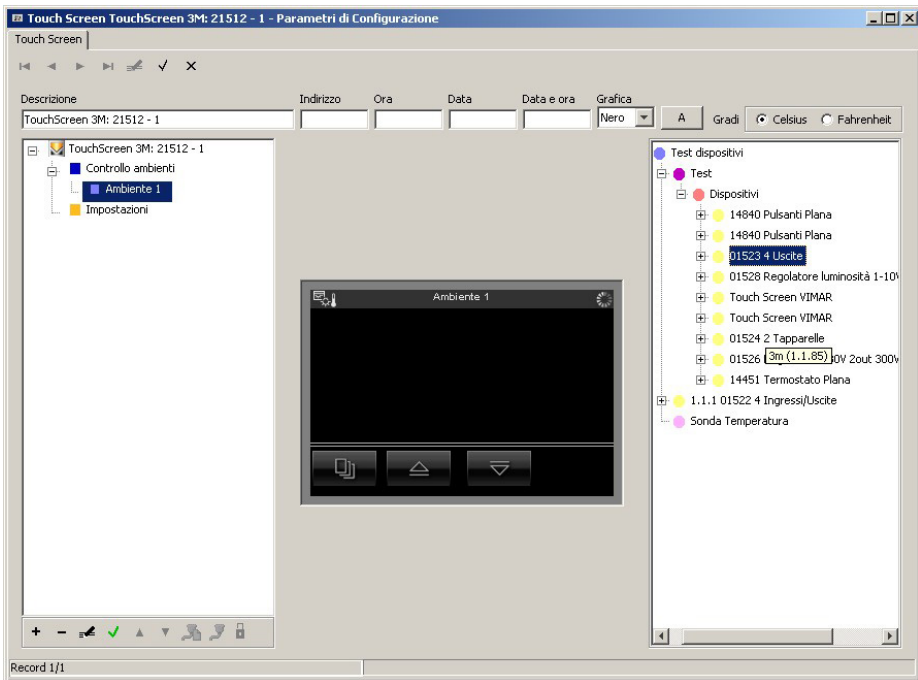 Touch Screen TouchScreen 3M: 21512 - 1 - Parametri di Configurazione
Touch Screen
Descrizione Indirizzo Ora Data Data e ora Grafica
TouchScreen 3M: 21512 - 1 Nero A Gradi Celsius Fahrenheit
TouchScreen 3M: 21512 - 1
Controllo ambienti
Ambiente 1
Impostazioni
Ambiente 1
Test dispositivi
Test
Dispositivi
14840 Pulsanti Plana
14840 Pulsanti Plana
01523 4 Uscite
01528 Regolatore luminosità 1-10V
Touch Screen VIMAR
Touch Screen VIMAR
01524 2 Tapparelle
01526 3m (1.1.85) 0V 2out 300V
14451 Termostato Plana
1.1.1 01522 4 Ingressi/Uscite
Sonda Temperatura
Record 1/1